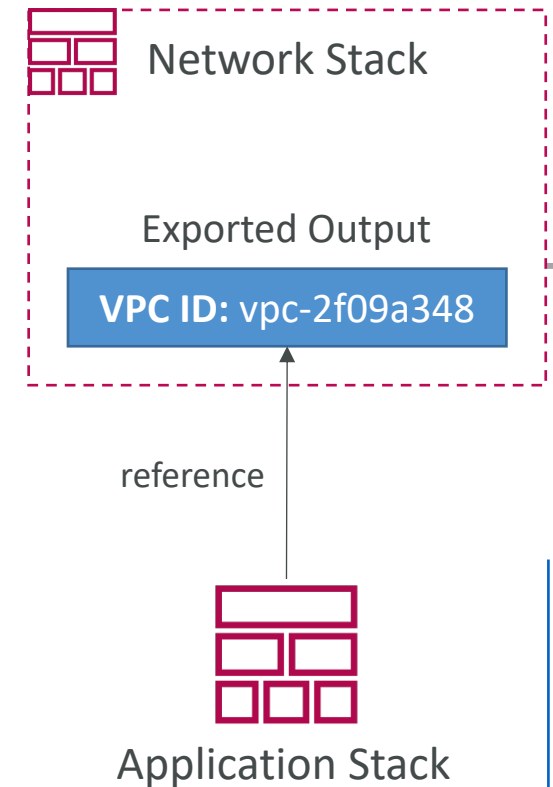 Network Stack
Exported Output
VPC ID: vpc-2f09a348
reference
Application Stack